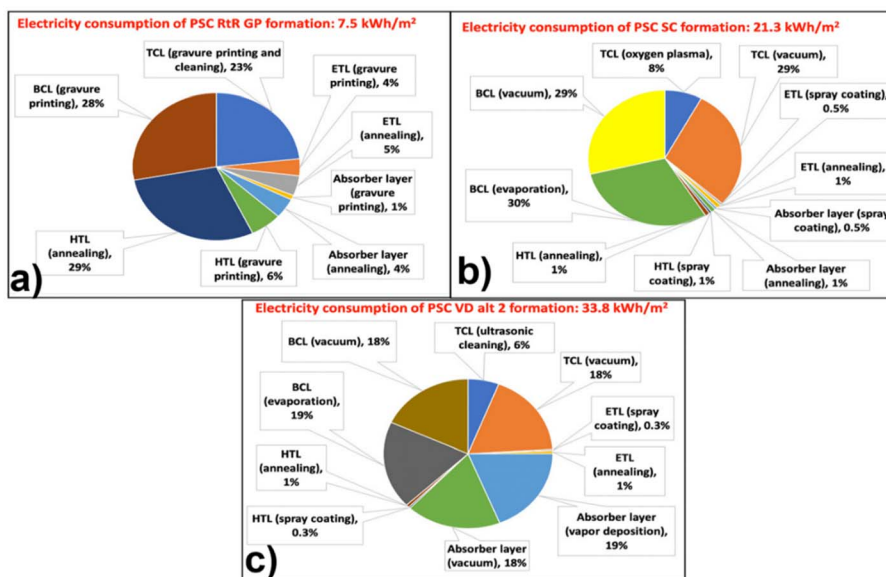 Electricity consumption of PSC RtR GP formation: 7.5 kWh/m²
TCL (gravure printing and
cleaning), 23%
ETL (gravure
printing), 4%
BCL (gravure
printing), 28%
ETL
(annealing),
5%
Absorber layer
(gravure
printing), 1%
HTL
(annealing),
29%
HTL (gravure
printing), 6%
Absorber layer
(annealing), 4%
a)
Electricity consumption of PSC SC formation: 21.3 kWh/m²
TCL (oxygen plasma),
8%
TCL (vacuum),
29%
BCL (vacuum), 29%
ETL (spray coating),
0.5%
BCL (evaporation),
30%
ETL (annealing),
1%
Absorber layer (spray
coating), 0.5%
HTL (annealing),
1%
HTL (spray
coating), 1%
Absorber layer
(annealing), 1%
b)
Electricity consumption of PSC VD alt 2 formation: 33.8 kWh/m²
BCL (vacuum), 18%
TCL (ultrasonic
cleaning), 6%
TCL (vacuum),
18%
BCL
(evaporation),
19%
ETL (spray
coating), 0.3%
HTL
(annealing),
1%
ETL
(annealing),
1%
HTL (spray coating),
0.3%
Absorber layer
(vapor deposition),
19%
Absorber layer
(vacuum), 18%
c)